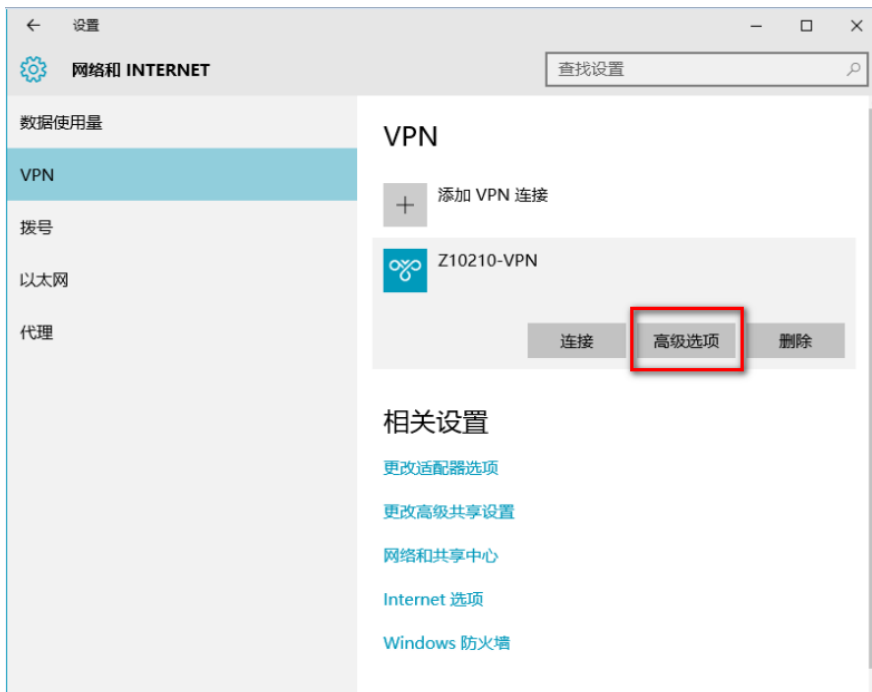 设置
网络和 INTERNET
查找设置
数据使用量
VPN
拨号
以太网
代理
VPN
添加 VPN 连接
Z10210-VPN
连接
高级选项
删除
相关设置
更改适配器选项
更改高级共享设置
网络和共享中心
Internet 选项
Windows 防火墙